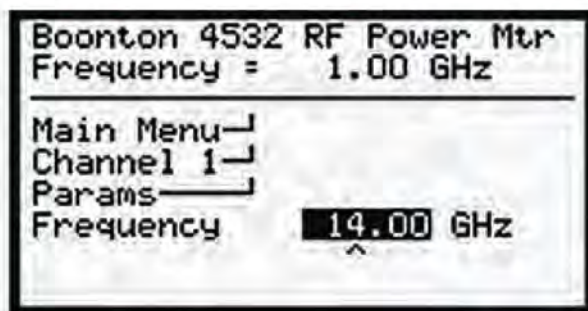 Boonton 4532 RF Power Mtr
Frequency = 1.00 GHz
Main Menu
Channel 1
Params
Frequency 14.00 GHz
^